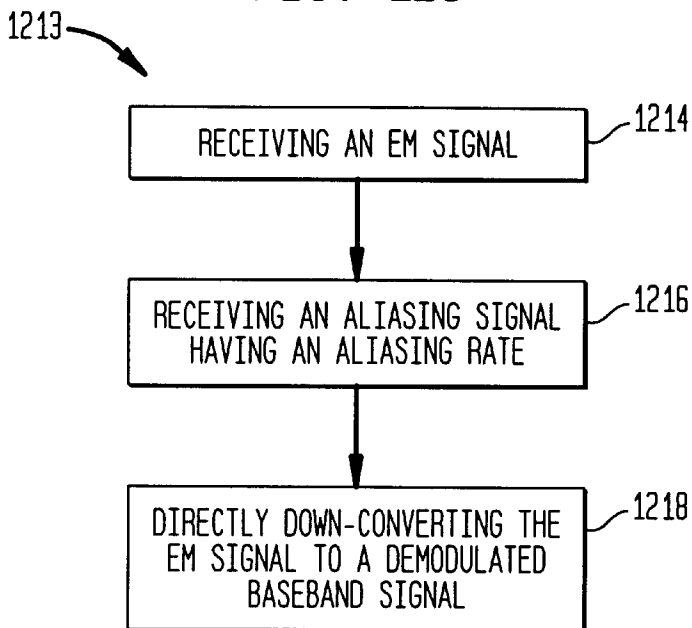 1213
RECEIVING AN EM SIGNAL
1214
RECEIVING AN ALIASING SIGNAL
HAVING AN ALIASING RATE
1216
DIRECTLY DOWN-CONVERTING THE
EM SIGNAL TO A DEMODULATED
BASEBAND SIGNAL
1218